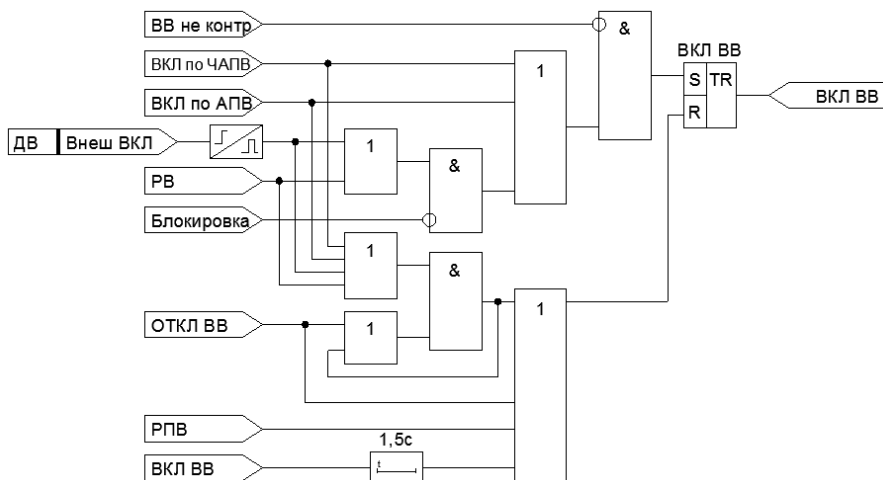 ВВ не контр
&
ВКЛ по ЧАПВ
1
ВКЛ ВВ
S TR
ВКЛ по АПВ
ВКЛ ВВ
R
ДВ Внеш ВКЛ
1
&
РВ
Блокировка
1
&
1
ОТКЛ ВВ
1
РПВ
1,5с
ВКЛ ВВ
t